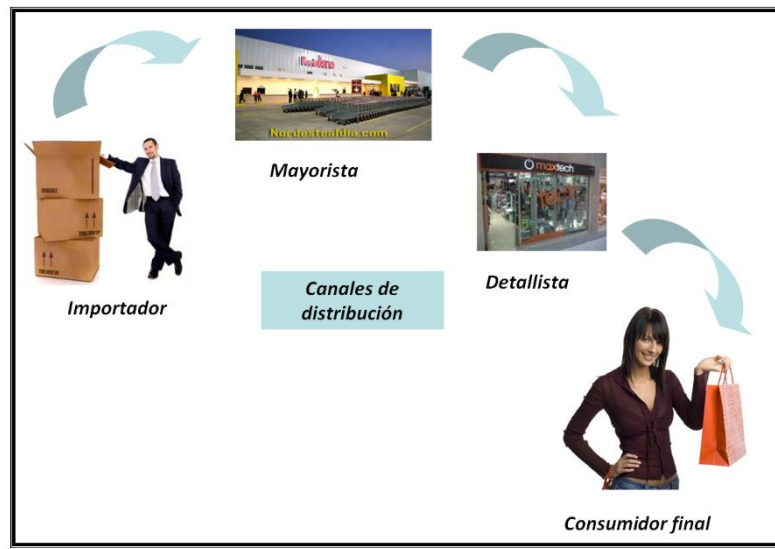 Nordestealdia.com
Mayorista
maxtech
Importador
Canales de
distribución
Detallista
Consumidor final